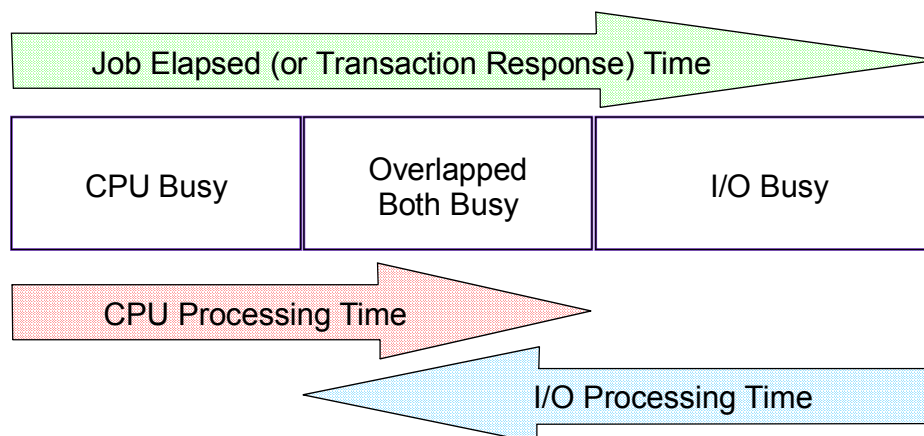 Job Elapsed (or Transaction Response) Time
CPU Busy
Overlapped
Both Busy
I/O Busy
CPU Processing Time
I/O Processing Time